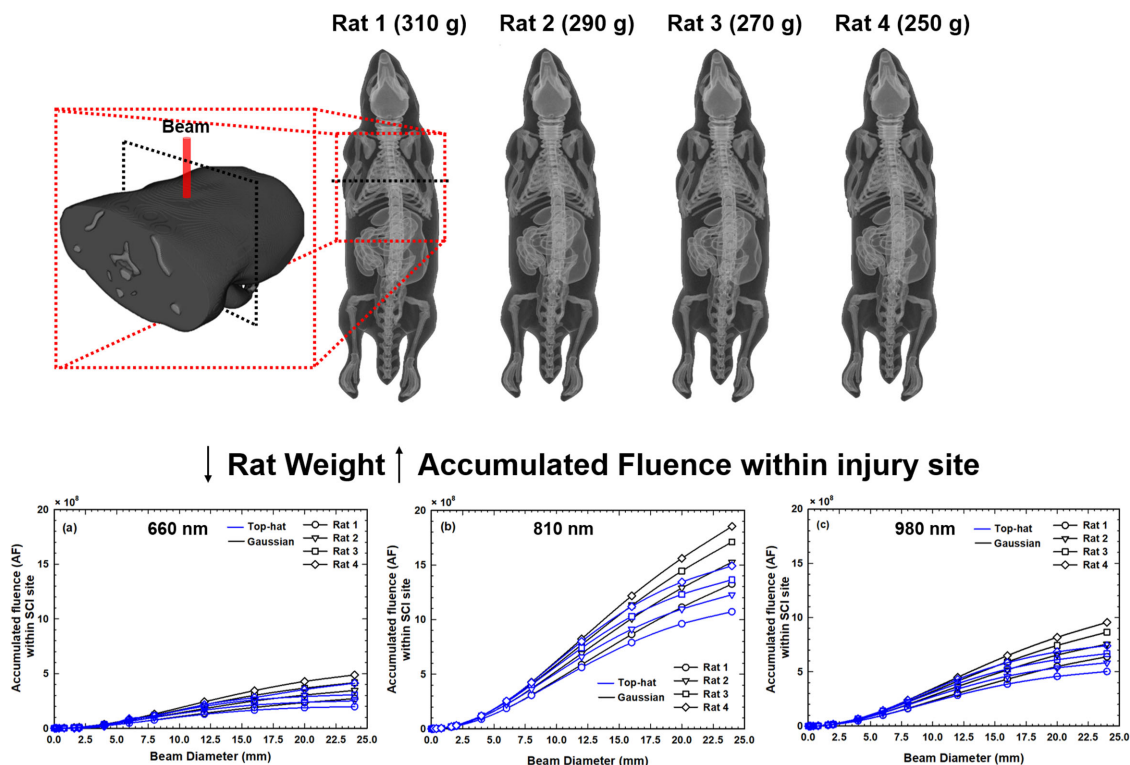 Rat 1 (310 g) Rat 2 (290 g) Rat 3 (270 g) Rat 4 (250 g)
Beam
↓ Rat Weight ↑ Accumulated Fluence within injury site
× 10⁸
(a) 660 nm
Top-hat
Gaussian
Rat 1
Rat 2
Rat 3
Rat 4
Accumulated fluence (AF)
within SCI site
20
15
10
5
0
0.0 2.5 5.0 7.5 10.0 12.5 15.0 17.5 20.0 22.5 25.0
Beam Diameter (mm)
× 10⁸
(b) 810 nm
Top-hat
Gaussian
Rat 1
Rat 2
Rat 3
Rat 4
Accumulated fluence (AF)
within SCI site
20
15
10
5
0
0.0 2.5 5.0 7.5 10.0 12.5 15.0 17.5 20.0 22.5 25.0
Beam Diameter (mm)
× 10⁸
(c) 980 nm
Top-hat
Gaussian
Rat 1
Rat 2
Rat 3
Rat 4
Accumulated fluence (AF)
within SCI site
20
15
10
5
0
0.0 2.5 5.0 7.5 10.0 12.5 15.0 17.5 20.0 22.5 25.0
Beam Diameter (mm)